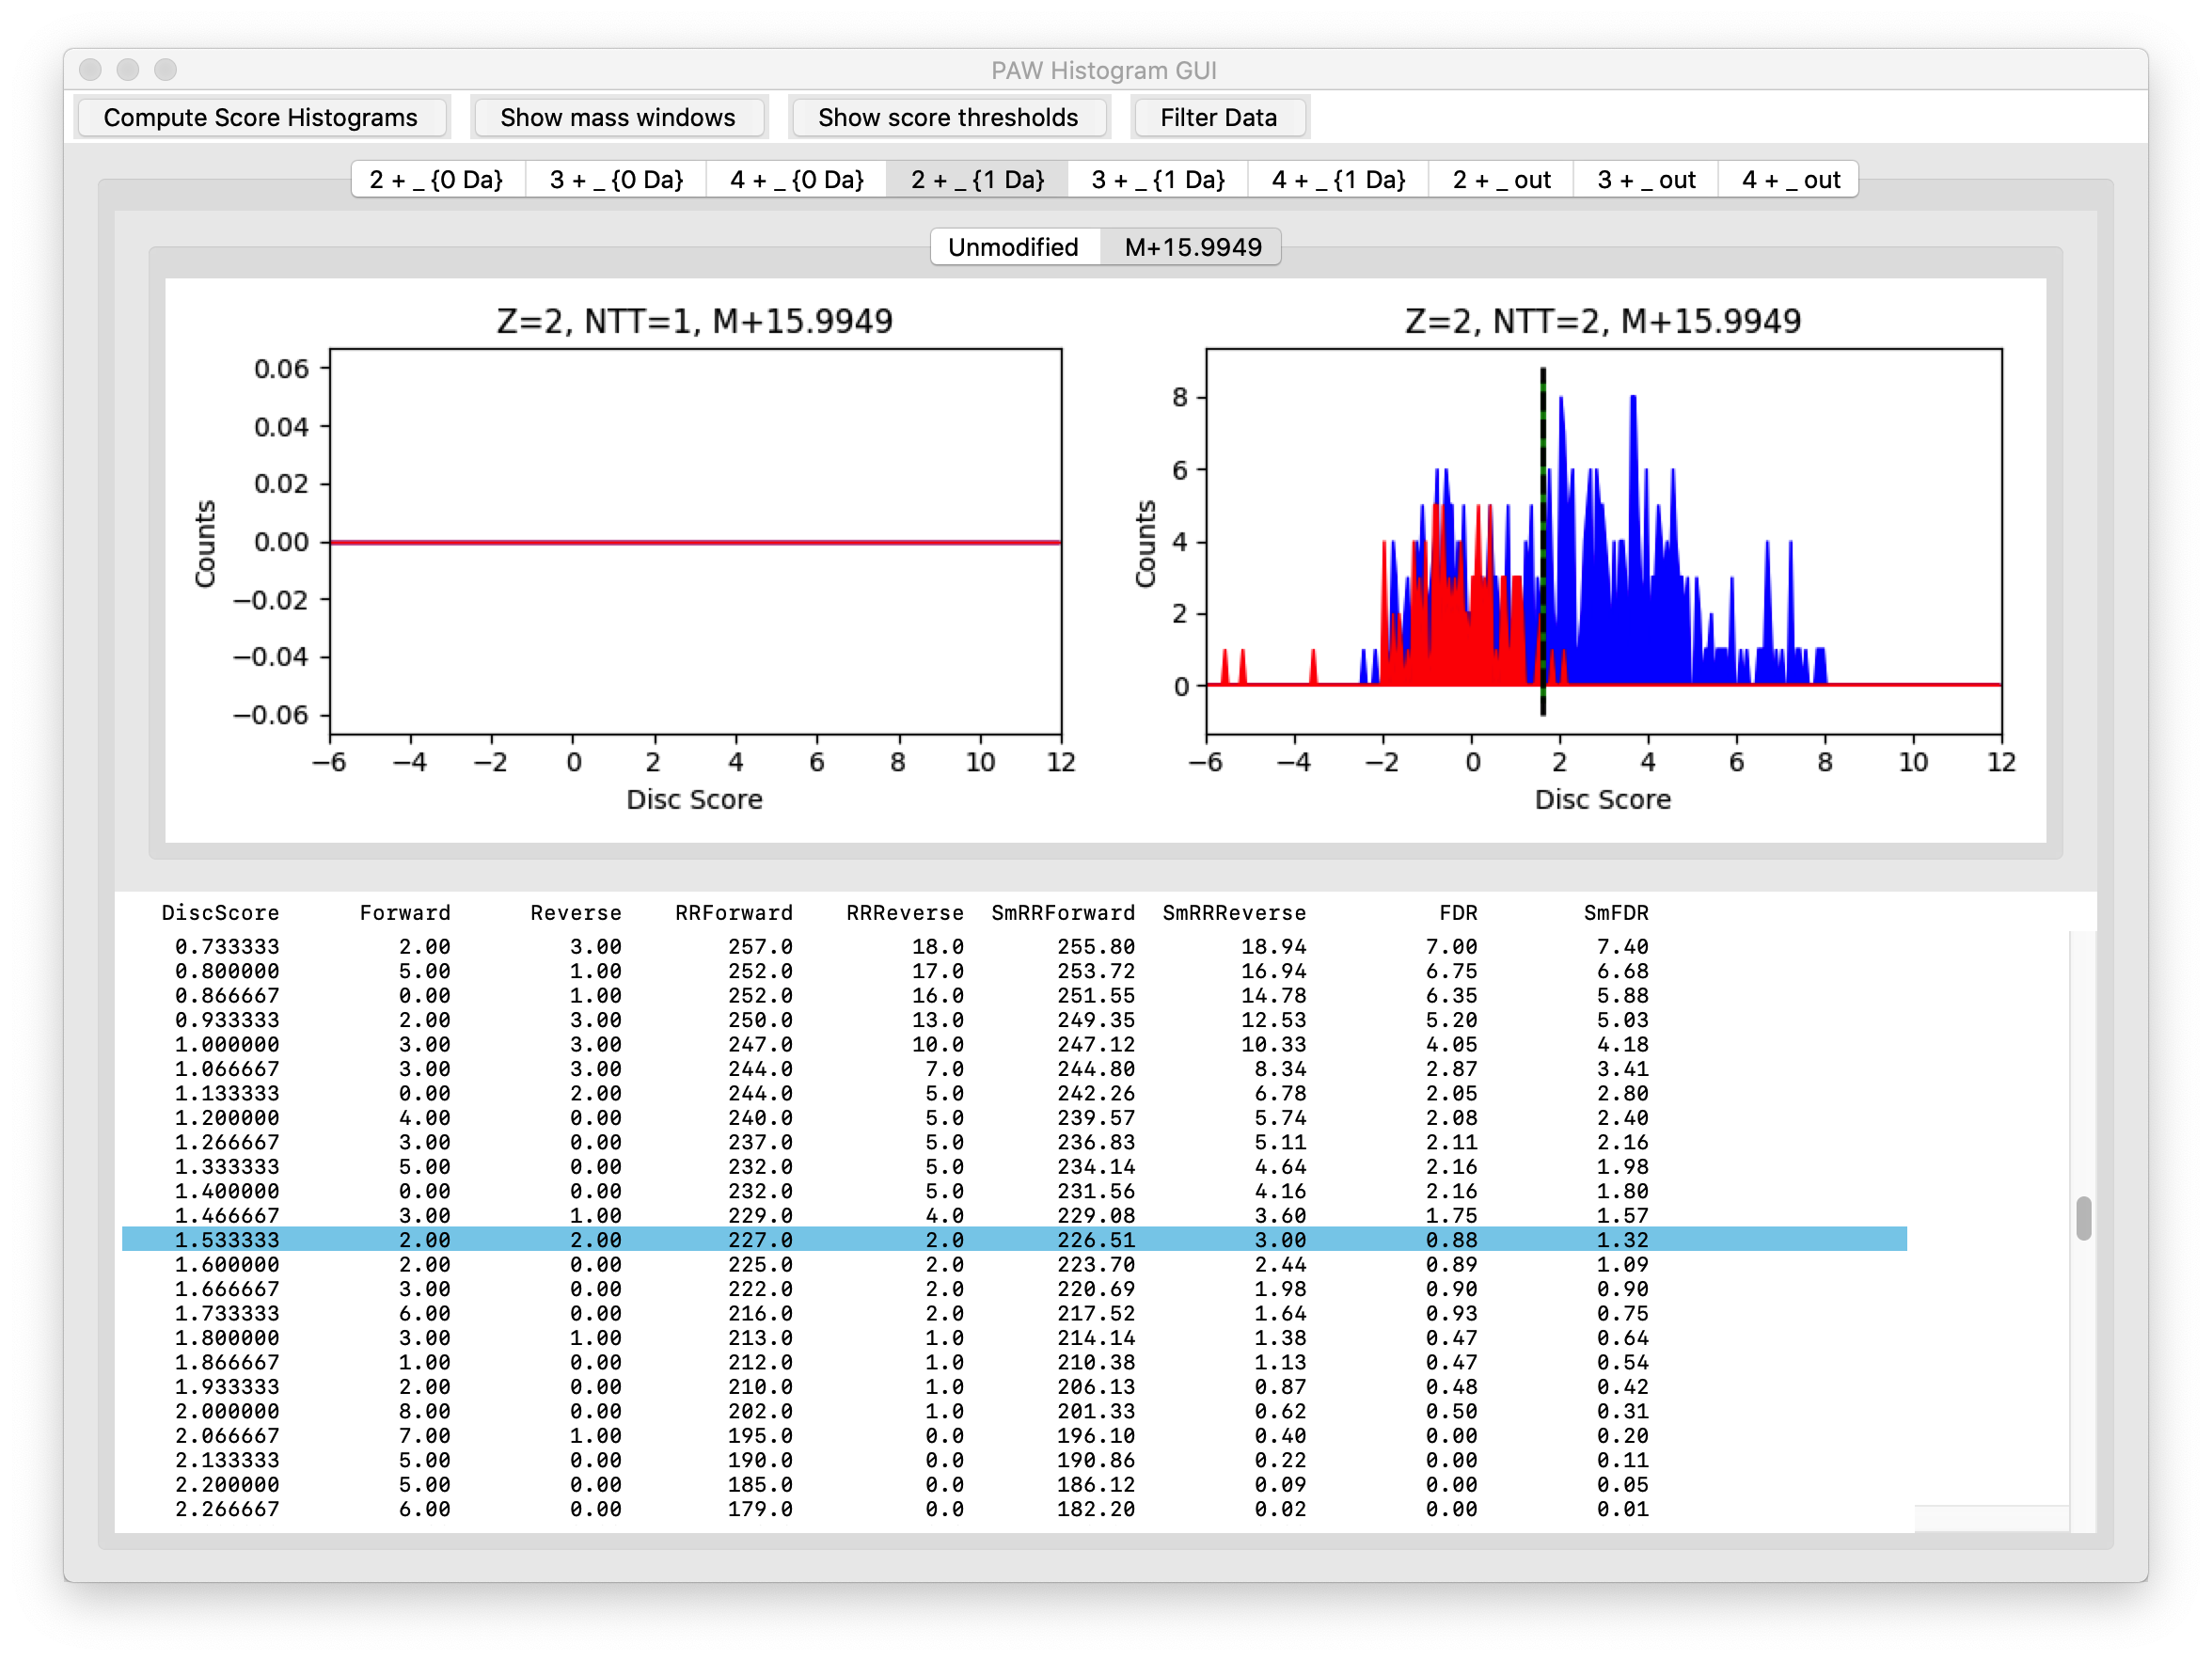 PAW Histogram GUI
Compute Score Histograms Show mass windows Show score thresholds Filter Data
2 + _ {0 Da} 3 + _ {0 Da} 4 + _ {0 Da} 2 + _ {1 Da} 3 + _ {1 Da} 4 + _ {1 Da} 2 + _ out 3 + _ out 4 + _ out
Unmodified M+15.9949
Z=2, NTT=1, M+15.9949
0.06
0.04
0.02
0.00
−0.02
−0.04
−0.06
Counts
−6 −4 −2 0 2 4 6 8 10 12
Disc Score
Z=2, NTT=2, M+15.9949
8
6
4
2
0
Counts
−6 −4 −2 0 2 4 6 8 10 12
Disc Score
DiscScore Forward Reverse RRForward RRReverse SmRRForward SmRRReverse FDR SmFDR
0.733333 2.00 3.00 257.0 18.0 255.80 18.94 7.00 7.40
0.800000 5.00 1.00 252.0 17.0 253.72 16.94 6.75 6.68
0.866667 0.00 1.00 252.0 16.0 251.55 14.78 6.35 5.88
0.933333 2.00 3.00 250.0 13.0 249.35 12.53 5.20 5.03
1.000000 3.00 3.00 247.0 10.0 247.12 10.33 4.05 4.18
1.066667 3.00 3.00 244.0 7.0 244.80 8.34 2.87 3.41
1.133333 0.00 2.00 244.0 5.0 242.26 6.78 2.05 2.80
1.200000 4.00 0.00 240.0 5.0 239.57 5.74 2.08 2.40
1.266667 3.00 0.00 237.0 5.0 236.83 5.11 2.11 2.16
1.333333 5.00 0.00 232.0 5.0 234.14 4.64 2.16 1.98
1.400000 0.00 0.00 232.0 5.0 231.56 4.16 2.16 1.80
1.466667 3.00 1.00 229.0 4.0 229.08 3.60 1.75 1.57
1.533333 2.00 2.00 227.0 2.0 226.51 3.00 0.88 1.32
1.600000 2.00 0.00 225.0 2.0 223.70 2.44 0.89 1.09
1.666667 3.00 0.00 222.0 2.0 220.69 1.98 0.90 0.90
1.733333 6.00 0.00 216.0 2.0 217.52 1.64 0.93 0.75
1.800000 3.00 1.00 213.0 1.0 214.14 1.38 0.47 0.64
1.866667 1.00 0.00 212.0 1.0 210.38 1.13 0.47 0.54
1.933333 2.00 0.00 210.0 1.0 206.13 0.87 0.48 0.42
2.000000 8.00 0.00 202.0 1.0 201.33 0.62 0.50 0.31
2.066667 7.00 1.00 195.0 0.0 196.10 0.40 0.00 0.20
2.133333 5.00 0.00 190.0 0.0 190.86 0.22 0.00 0.11
2.200000 5.00 0.00 185.0 0.0 186.12 0.09 0.00 0.05
2.266667 6.00 0.00 179.0 0.0 182.20 0.02 0.00 0.01